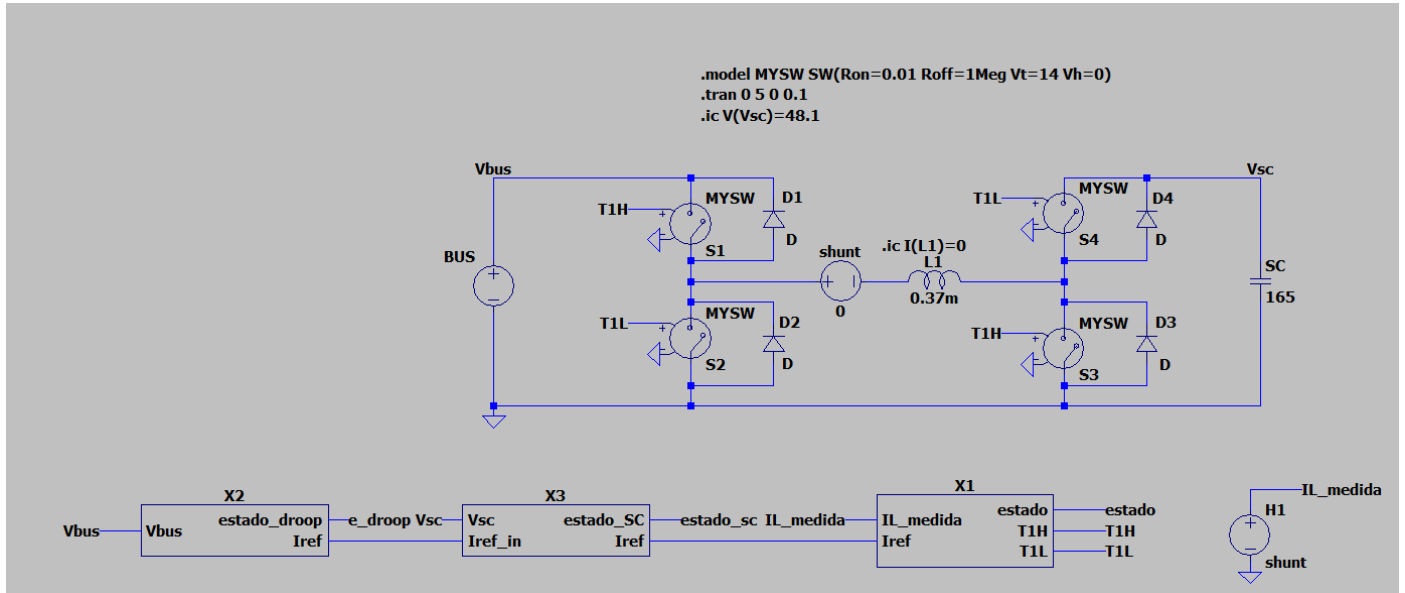 .model MYSW SW(Ron=0.01 Roff=1Meg Vt=14 Vh=0)
.tran 0 5 0 0.1
.ic V(Vsc)=48.1
Vbus
Vsc
T1H
+
MYSW
S1
D1
D
T1L
+
MYSW
S4
D4
D
BUS
+
shunt
+
0
.ic I(L1)=0
L1
0.37m
SC
165
T1L
+
MYSW
S2
D2
D
T1H
+
MYSW
S3
D3
D
X2
Vbus
Vbus
estado_droop
Iref
e_droop
X3
Vsc
Vsc
Iref_in
estado_SC
Iref
estado_sc
X1
IL_medida
IL_medida
Iref
estado
T1H
T1L
estado
T1H
T1L
IL_medida
H1
+
shunt